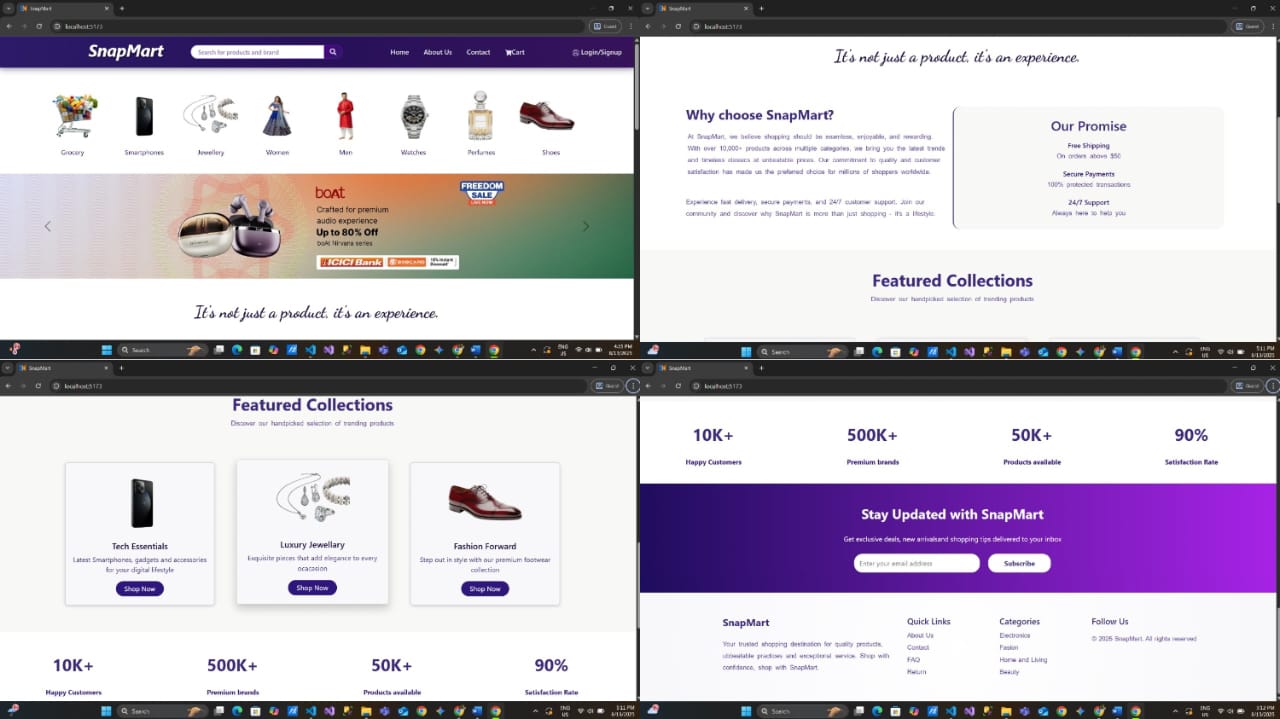 SnapMart
localhost:5173
Guest
SnapMart
Search for products and brand
Home
About Us
Contact
Cart
Login/Signup
Grocery
Smartphones
Jewellery
Women
Men
Watches
Perfumes
Shoes
boAt
Crafted for premium
audio experience
Up to 80% Off
boAt Nirvana series
FREEDOM
SALE
LIVE NOW
ICICI Bank
It's not just a product, it's an experience.
Search
ENG
US
4:25 PM
8/13/2025
SnapMart
localhost:5173
Guest
It's not just a product, it's an experience.
Why choose SnapMart?
At SnapMart, we believe shopping should be seamless, enjoyable, and rewarding.
With over 10,000+ products across multiple categories, we bring you the latest trends
and timeless classics at unbeatable prices. Our commitment to quality and customer
satisfaction has made us the preferred choice for millions of shoppers worldwide.
Experience fast delivery, secure payments, and 24/7 customer support. Join our
community and discover why SnapMart is more than just shopping - it's a lifestyle.
Our Promise
Free Shipping
On orders above $50
Secure Payments
100% protected transactions
24/7 Support
Always here to help you
Featured Collections
Discover our handpicked selection of trending products
Search
ENG
US
5:11 PM
8/13/2025
SnapMart
localhost:5173
Guest
Featured Collections
Discover our handpicked selection of trending products
Tech Essentials
Latest Smartphones, gadgets and accessories
for your digital lifestyle
Shop Now
Luxury Jewellary
Exquisite pieces that add elegance to every
ocacasion
Shop Now
Fashion Forward
Step out in style with our premium footwear
collection
Shop Now
10K+
500K+
50K+
90%
Happy Customers
Premium brands
Products available
Satisfaction Rate
Search
ENG
US
5:11 PM
8/13/2025
SnapMart
localhost:5173
Guest
10K+
500K+
50K+
90%
Happy Customers
Premium brands
Products available
Satisfaction Rate
Stay Updated with SnapMart
Get exclusive deals, new arrivalsand shopping tips delivered to your inbox
Enter your email address
Subscribe
SnapMart
Your trusted shopping destination for quality products,
ubbeatable practises and exceptional service. Shop with
confidence, shop with SnapMart.
Quick Links
About Us
Contact
FAQ
Return
Categories
Electronics
Fasion
Home and Living
Beauty
Follow Us
© 2025 SnapMart. All rights reserved
Search
ENG
US
5:12 PM
8/13/2025